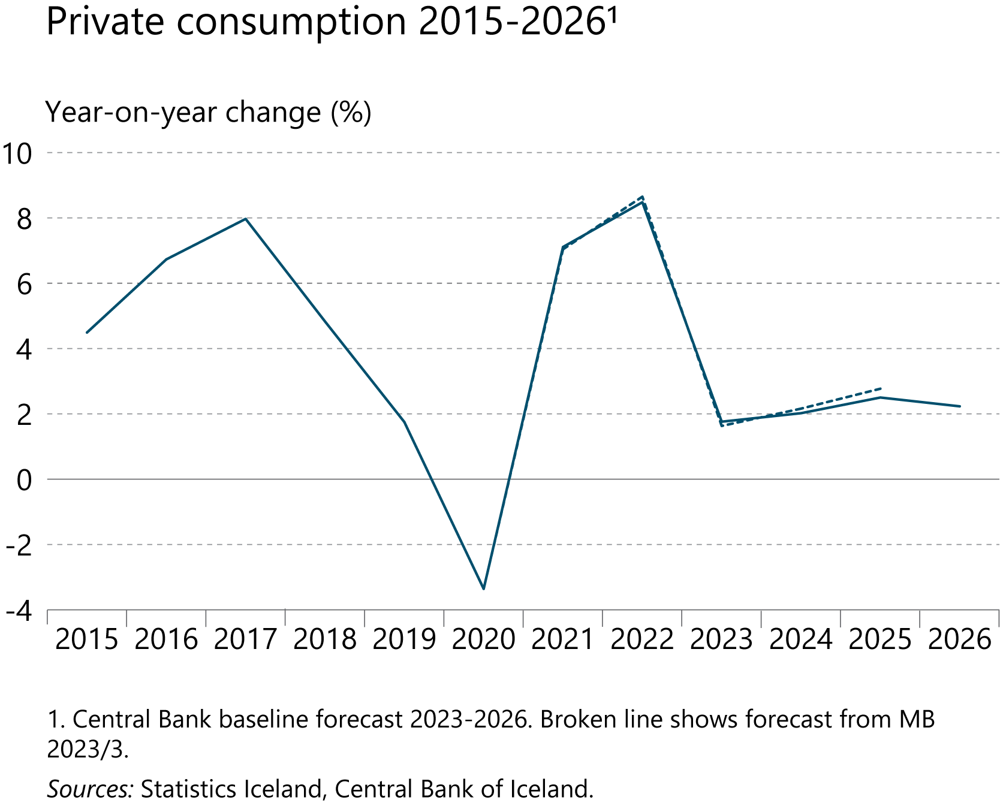 Private consumption 2015-2026¹
Year-on-year change (%)
10
8
6
4
2
0
-2
-4
2015 2016 2017 2018 2019 2020 2021 2022 2023 2024 2025 2026
1. Central Bank baseline forecast 2023-2026. Broken line shows forecast from MB
2023/3.
Sources: Statistics Iceland, Central Bank of Iceland.